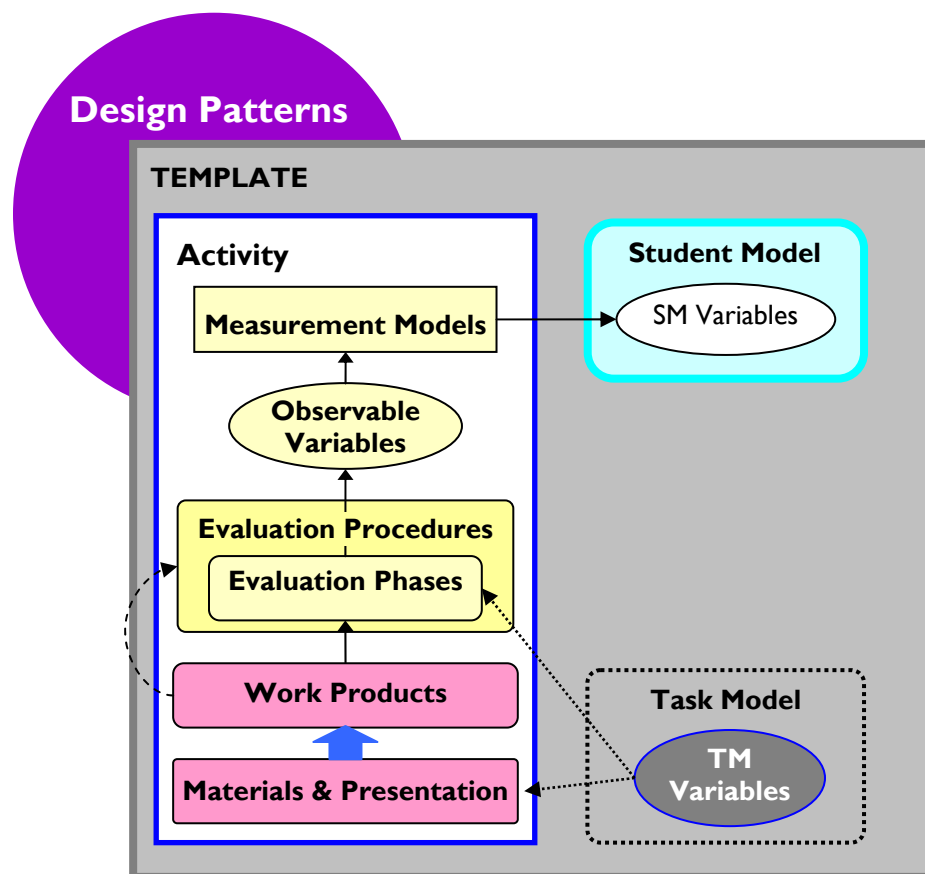 Design Patterns
TEMPLATE
Activity
Measurement Models
Observable
Variables
Evaluation Procedures
Evaluation Phases
Work Products
Materials & Presentation
Student Model
SM Variables
Task Model
TM
Variables